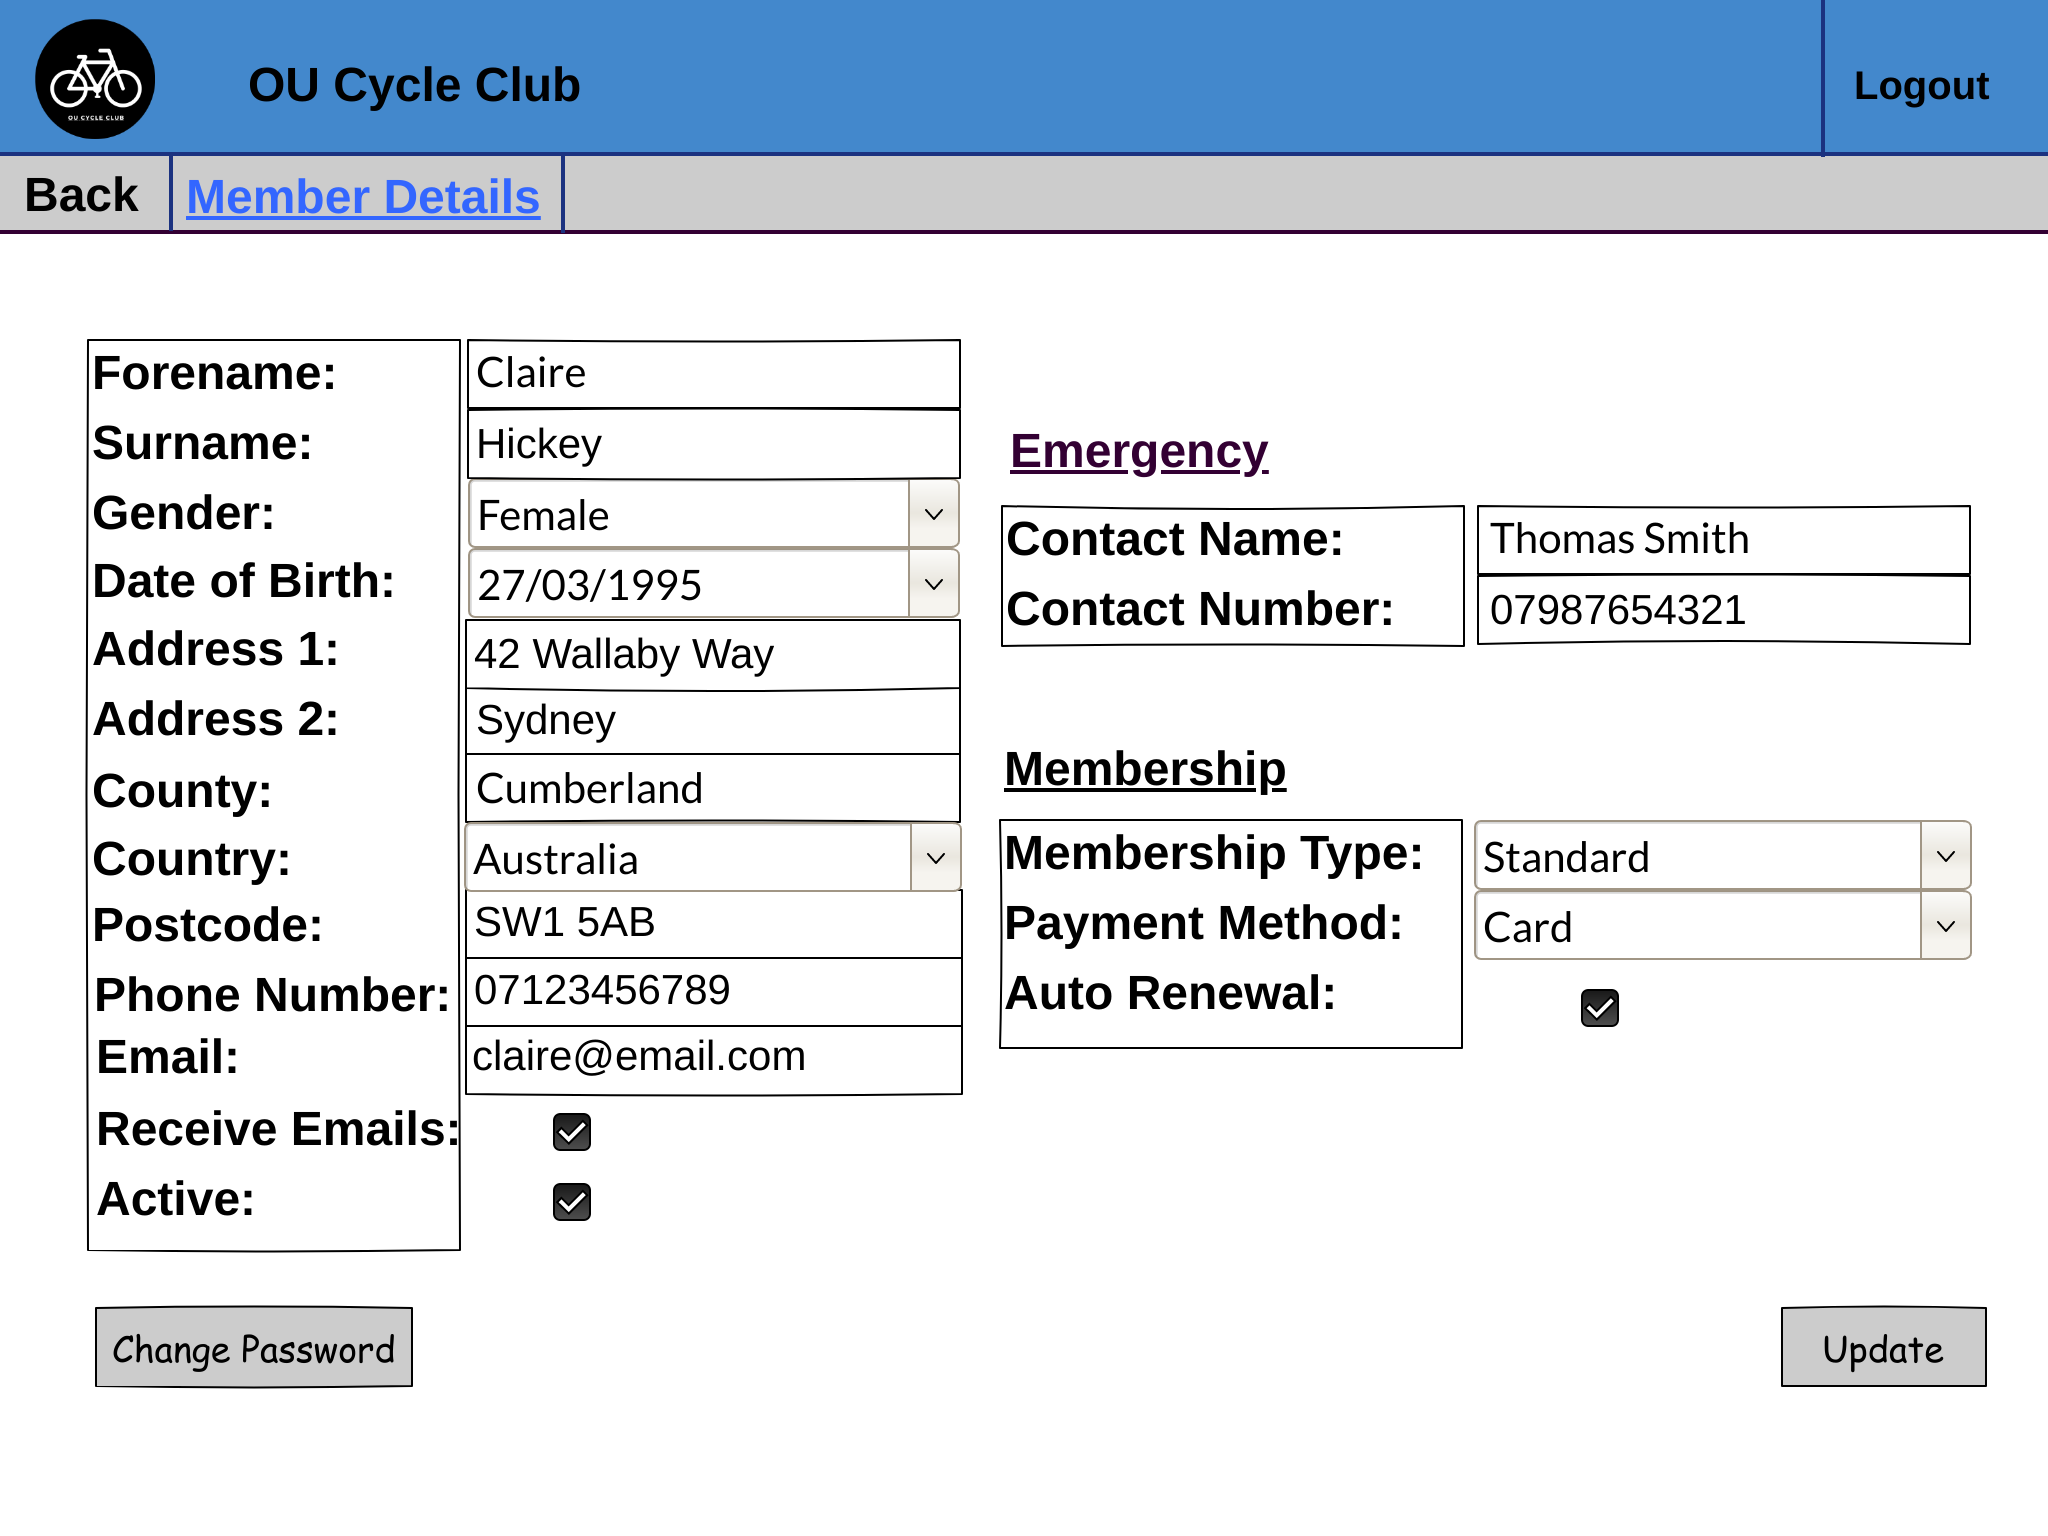 OU CYCLE CLUB
OU Cycle Club
Logout
Back
Member Details
Forename: Claire
Surname: Hickey
Gender: Female
Date of Birth: 27/03/1995
Address 1: 42 Wallaby Way
Address 2: Sydney
County: Cumberland
Country: Australia
Postcode: SW1 5AB
Phone Number: 07123456789
Email: claire@email.com
Receive Emails:
Active:
Emergency
Contact Name: Thomas Smith
Contact Number: 07987654321
Membership
Membership Type: Standard
Payment Method: Card
Auto Renewal:
Change Password
Update